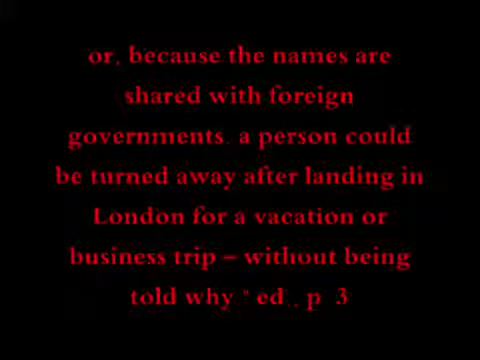 or, because the names are
shared with foreign
governments, a person could
be turned away after landing in
London for a vacation or
business trip – without being
told why." ed., p. 3